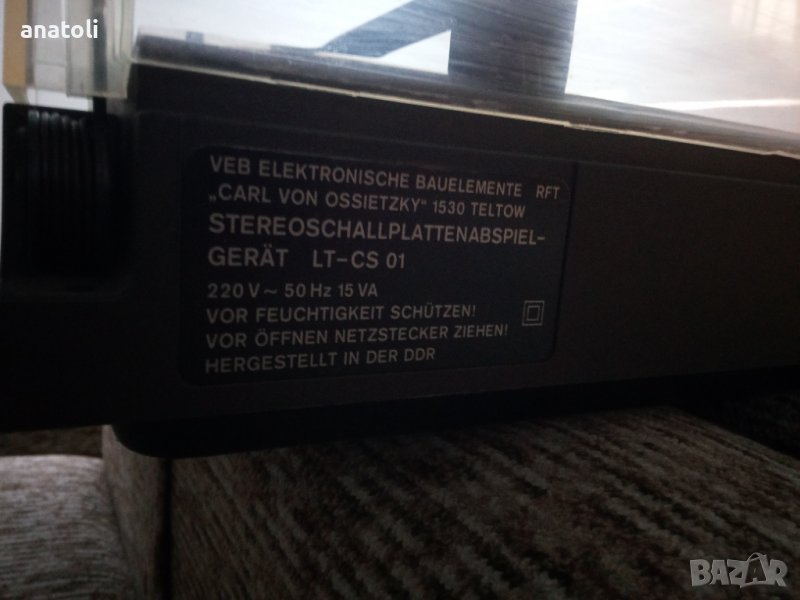 anatoli
VEB ELEKTRONISCHE BAUELEMENTE RFT
„CARL VON OSSIETZKY“ 1530 TELTOW
STEREOSCHALLPLATTENABSPIEL-
GERÄT LT-CS 01
220 V ~ 50 Hz 15 VA
VOR FEUCHTIGKEIT SCHÜTZEN!
VOR ÖFFNEN NETZSTECKER ZIEHEN!
HERGESTELLT IN DER DDR
BAZAR